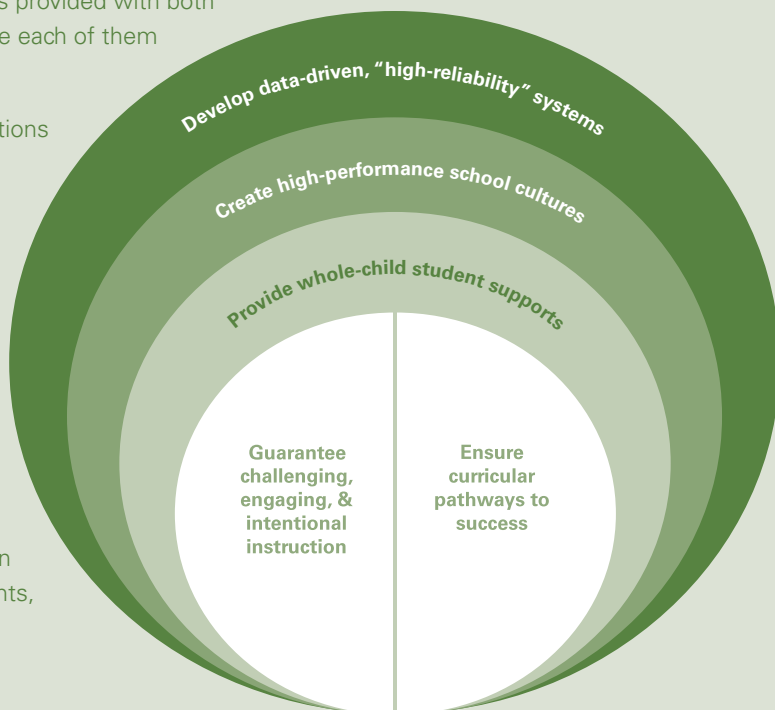 s provided with both
e each of them
tions
Develop data-driven, “high-reliability” systems
Create high-performance school cultures
Provide whole-child student supports
Guarantee
challenging,
engaging, &
intentional
instruction
Ensure
curricular
pathways to
success
n
nts,